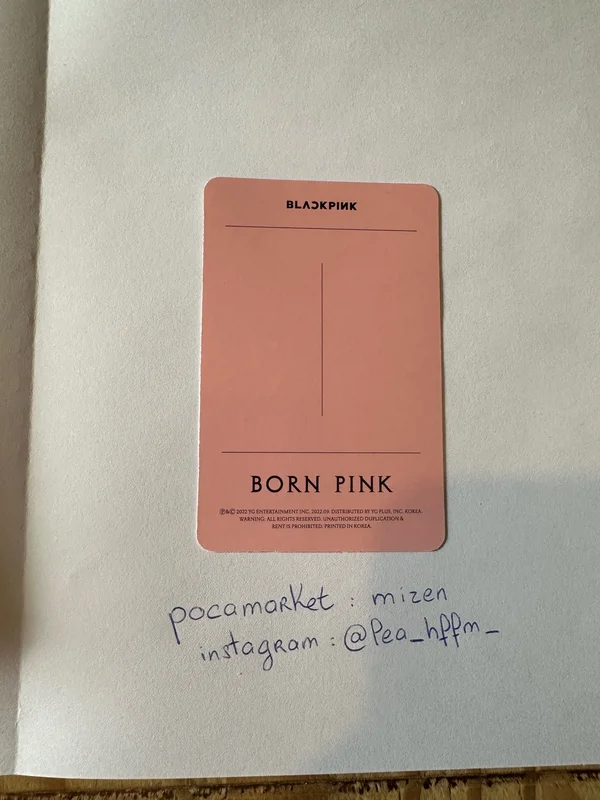 BLACKPINK
BORN PINK
℗&© 2022 YG ENTERTAINMENT INC. 2022.09. DISTRIBUTED BY YG PLUS, INC. KOREA.
WARNING: ALL RIGHTS RESERVED. UNAUTHORIZED DUPLICATION &
RENT IS PROHIBITED. PRINTED IN KOREA.
pocamarket : mizen
instagram : @lea_hffm_